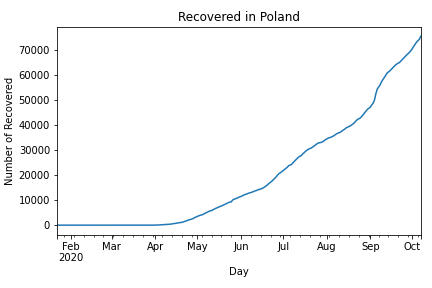 Recovered in Poland
Number of Recovered
70000
60000
50000
40000
30000
20000
10000
0
Feb Mar Apr May Jun Jul Aug Sep Oct
2020
Day